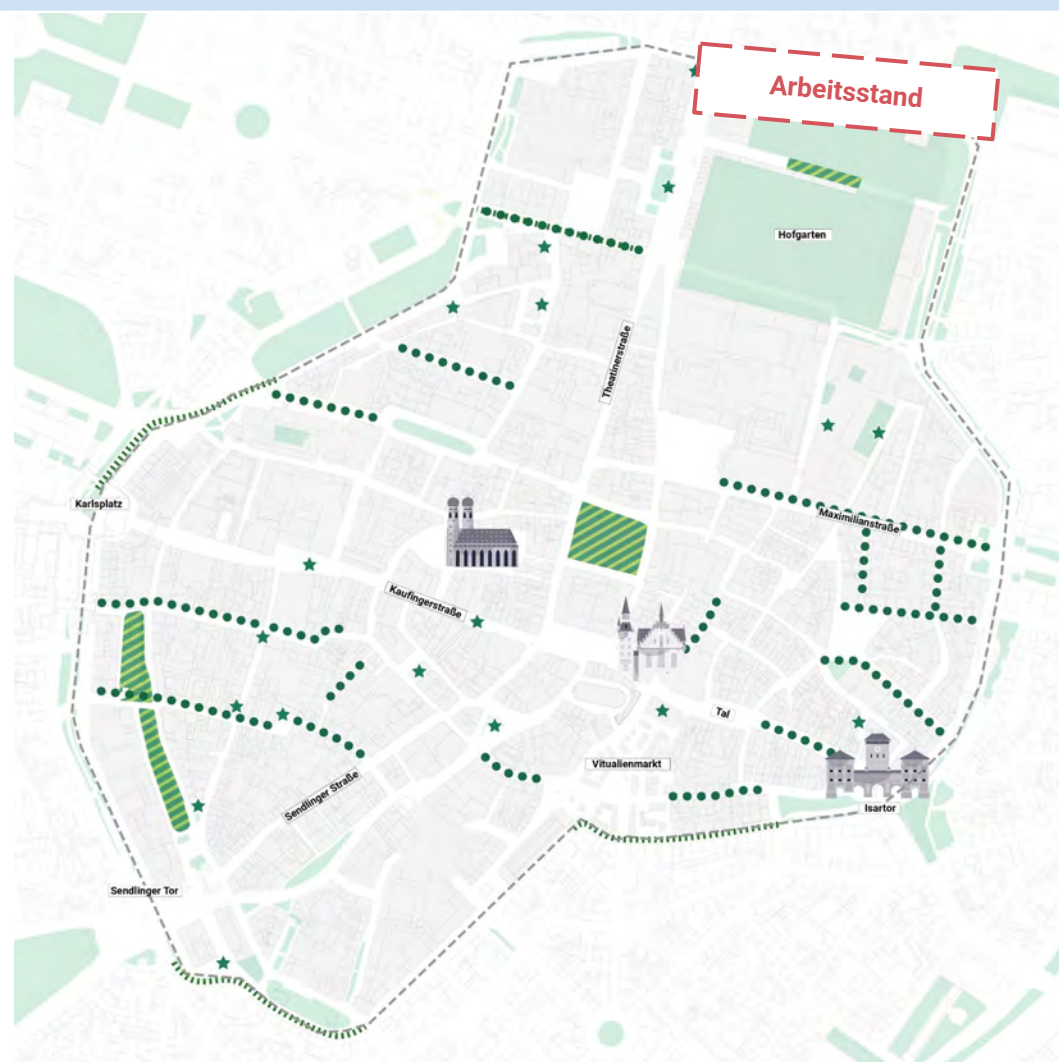 Arbeitsstand
Hofgarten
Theatinerstraße
Karlsplatz
Maximilianstraße
Kaufingerstraße
Tal
Vitualienmarkt
Sendlinger Straße
Isartor
Sendlinger Tor